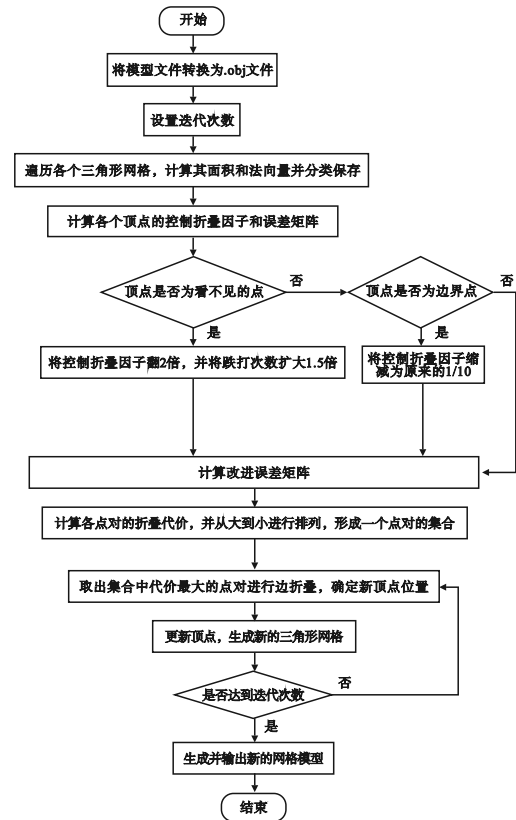 开始
将模型文件转换为.obj文件
设置迭代次数
遍历各个三角形网格，计算其面积和法向量并分类保存
计算各个顶点的控制折叠因子和误差矩阵
顶点是否为看不见的点
否
顶点是否为边界点
否
是
是
将控制折叠因子翻2倍，并将跌打次数扩大1.5倍
将控制折叠因子缩
减为原来的1/10
计算改进误差矩阵
计算各点对的折叠代价，并从大到小进行排列，形成一个点对的集合
取出集合中代价最大的点对进行边折叠，确定新顶点位置
更新顶点，生成新的三角形网格
是否达到迭代次数
否
是
生成并输出新的网格模型
结束